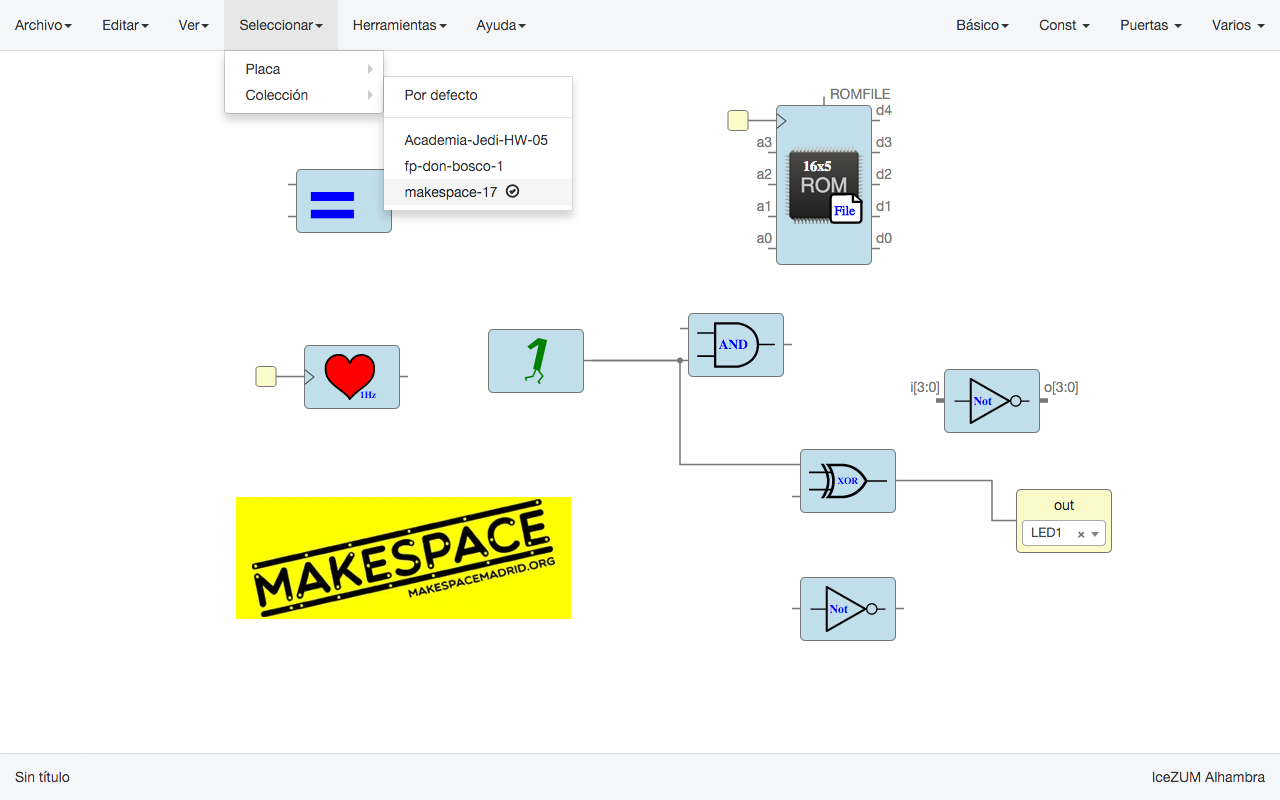 Archivo Editar Ver Seleccionar Herramientas Ayuda Básico Const Puertas Varios
Placa
Colección
Por defecto
Academia-Jedi-HW-05
fp-don-bosco-1
makespace-17
ROMFILE
d4
a3 d3
a2 d2
a1 d1
a0 d0
16x5
ROM
File
1Hz
1
AND
i[3:0] Not o[3:0]
XOR
out
LED1
MAKESPACE
MAKESPACEMADRID.ORG
Not
Sin título IceZUM Alhambra